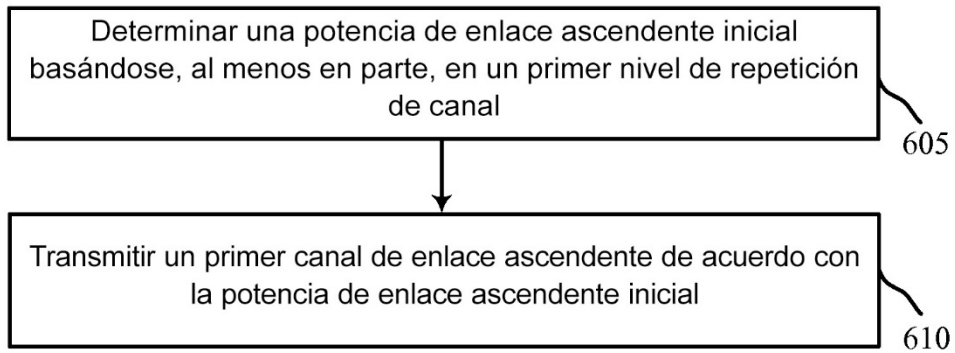 Determinar una potencia de enlace ascendente inicial
basándose, al menos en parte, en un primer nivel de repetición
de canal
605
Transmitir un primer canal de enlace ascendente de acuerdo con
la potencia de enlace ascendente inicial
610